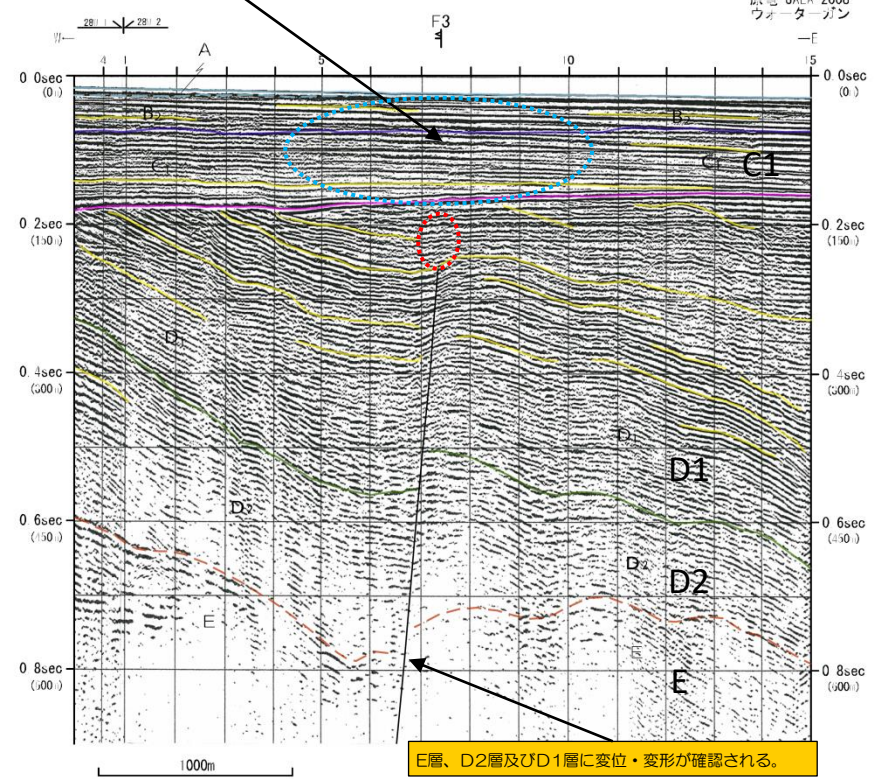 ウォーターガン
F3
W←
→E
A
4 1 5 10 15
0 0sec
0.0sec
B2
B2
C1
C1
C1
0 2sec
(150m)
0.2sec
(150m)
D1
0 4sec
(300m)
0 4sec
(300m)
D1
D1
D2
0 6sec
(450m)
0.6sec
(450m)
D2
D2
E
E
E
0 8sec
(600m)
0 8sec
(600m)
E層、D2層及びD1層に変位・変形が確認される。
1000m